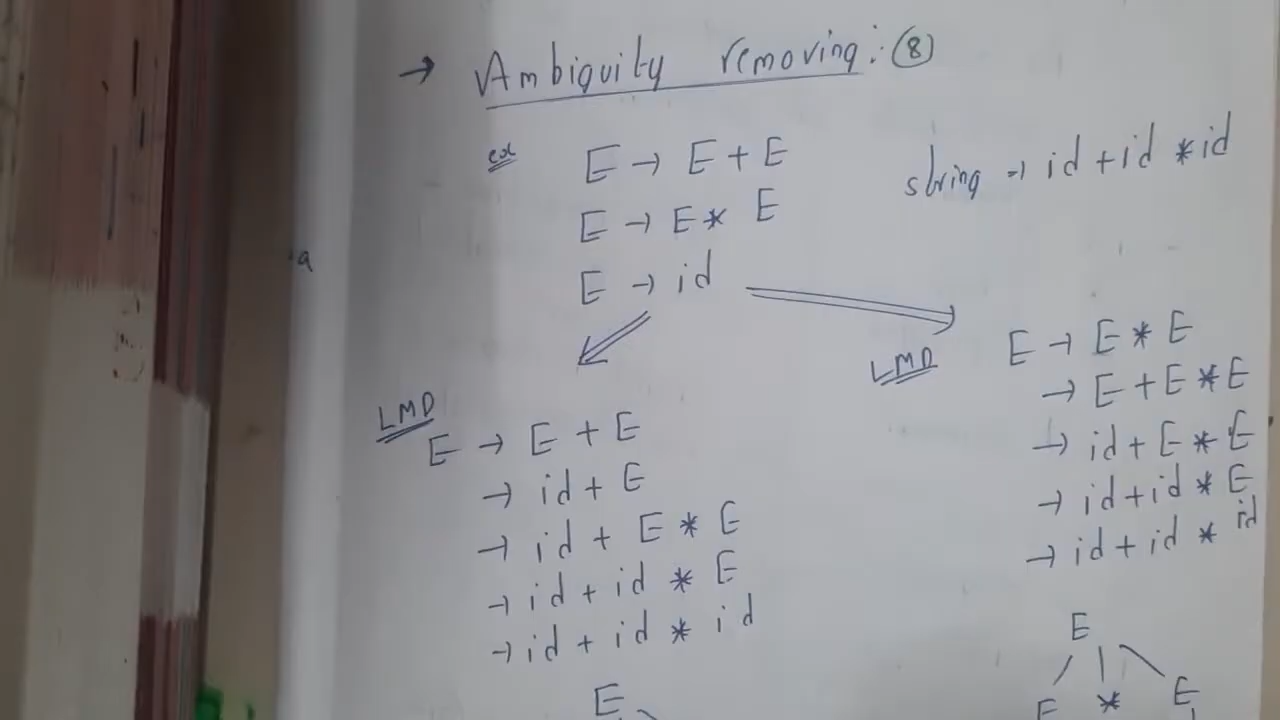 → Ambiguity removing: (8)
ex E → E + E
string → id + id * id
E → E * E
E → id
LMD
E → E + E
→ id + E
→ id + E * E
→ id + id * E
→ id + id * id
E
LMD
E → E * E
→ E + E * E
→ id + E * E
→ id + id * E
→ id + id * id
E
E * E
a